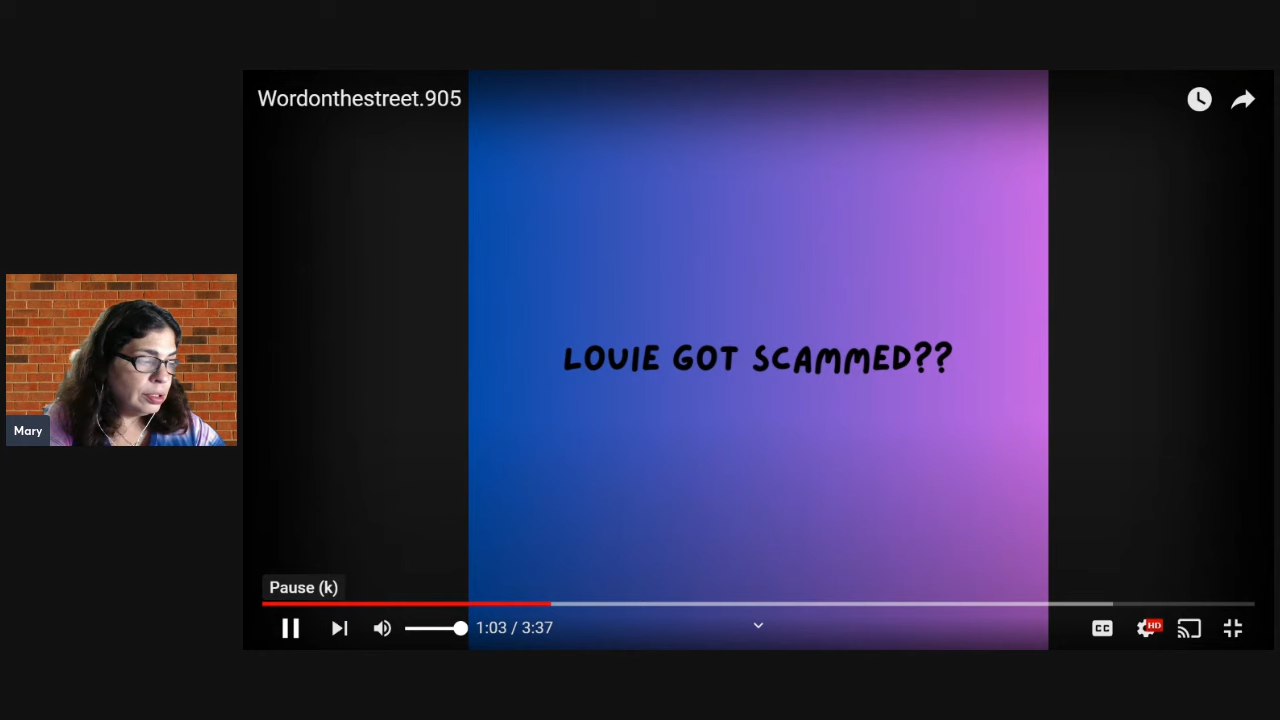 Wordonthestreet.905
LOUIE GOT SCAMMED??
Mary
Pause (k)
1:03 / 3:37
CC
HD